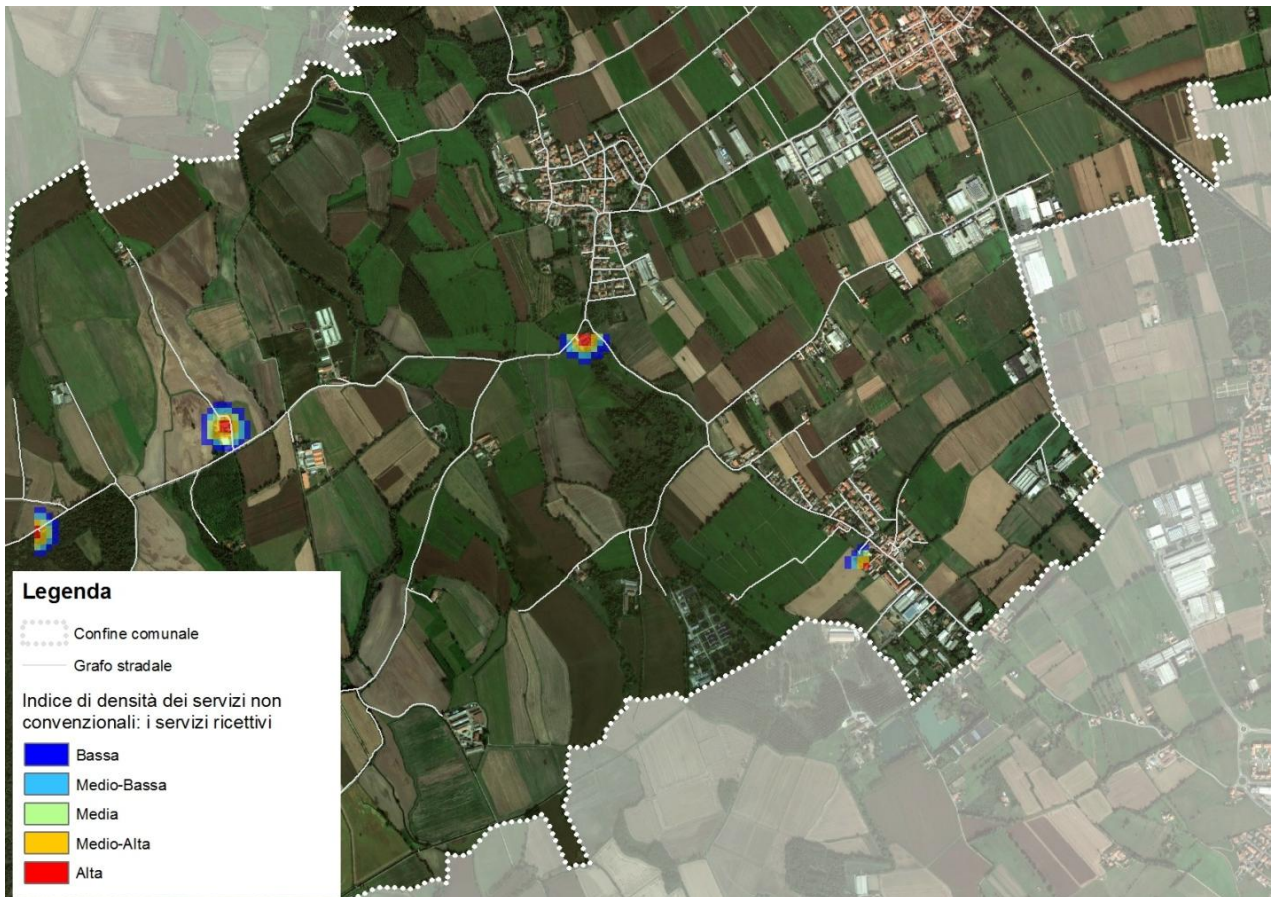 Legenda
Confine comunale
Grafo stradale
Indice di densità dei servizi non
convenzionali: i servizi ricettivi
Bassa
Medio-Bassa
Media
Medio-Alta
Alta